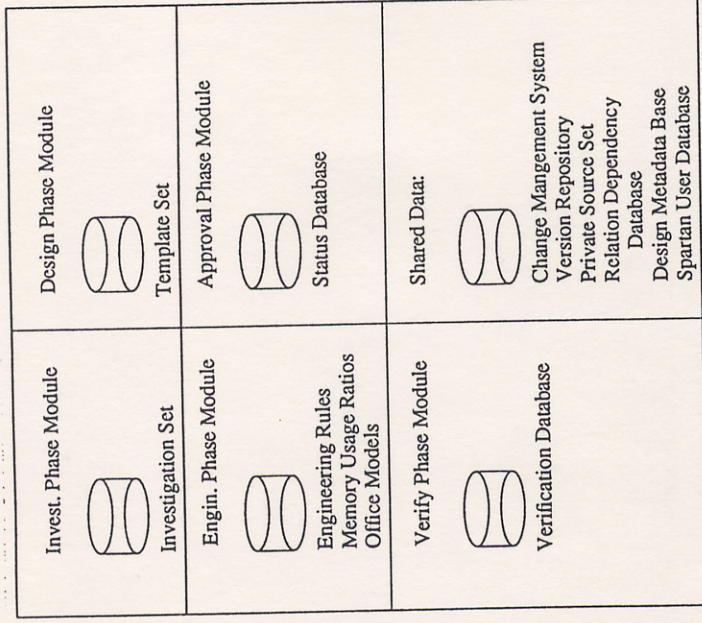 Invest. Phase Module
Investigation Set
Design Phase Module
Template Set
Engin. Phase Module
Engineering Rules
Memory Usage Ratios
Office Models
Approval Phase Module
Status Database
Verify Phase Module
Verification Database
Shared Data:
Change Mangement System
Version Repository
Private Source Set
Relation Dependency
Database
Design Metadata Base
Spartan User Database